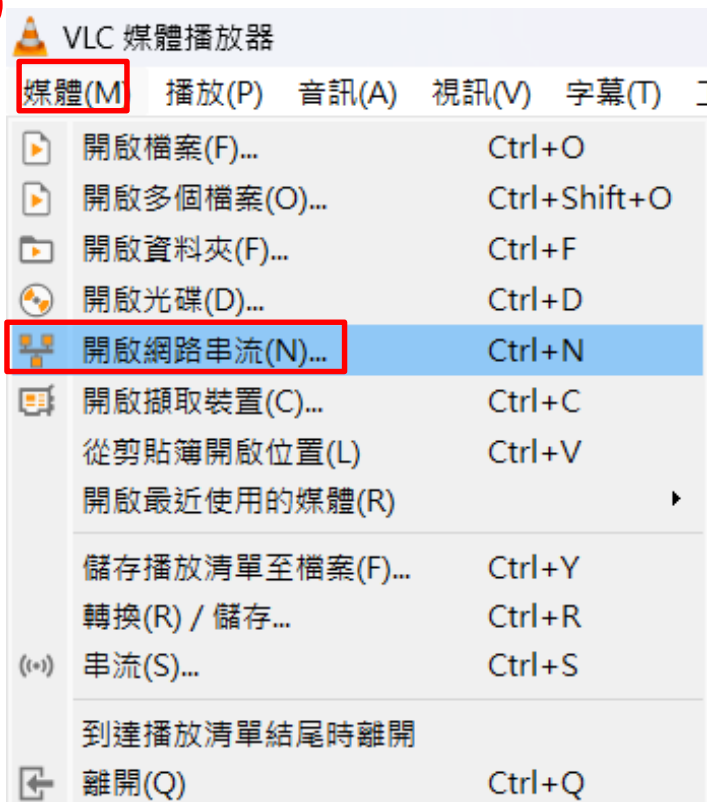 VLC 媒體播放器
媒體(M) 播放(P) 音訊(A) 視訊(V) 字幕(T)
開啟檔案(F)... Ctrl+O
開啟多個檔案(O)... Ctrl+Shift+O
開啟資料夾(F)... Ctrl+F
開啟光碟(D)... Ctrl+D
開啟網路串流(N)... Ctrl+N
開啟擷取裝置(C)... Ctrl+C
從剪貼簿開啟位置(L) Ctrl+V
開啟最近使用的媒體(R)
儲存播放清單至檔案(F)... Ctrl+Y
轉換(R) / 儲存... Ctrl+R
串流(S)... Ctrl+S
到達播放清單結尾時離開
離開(Q) Ctrl+Q